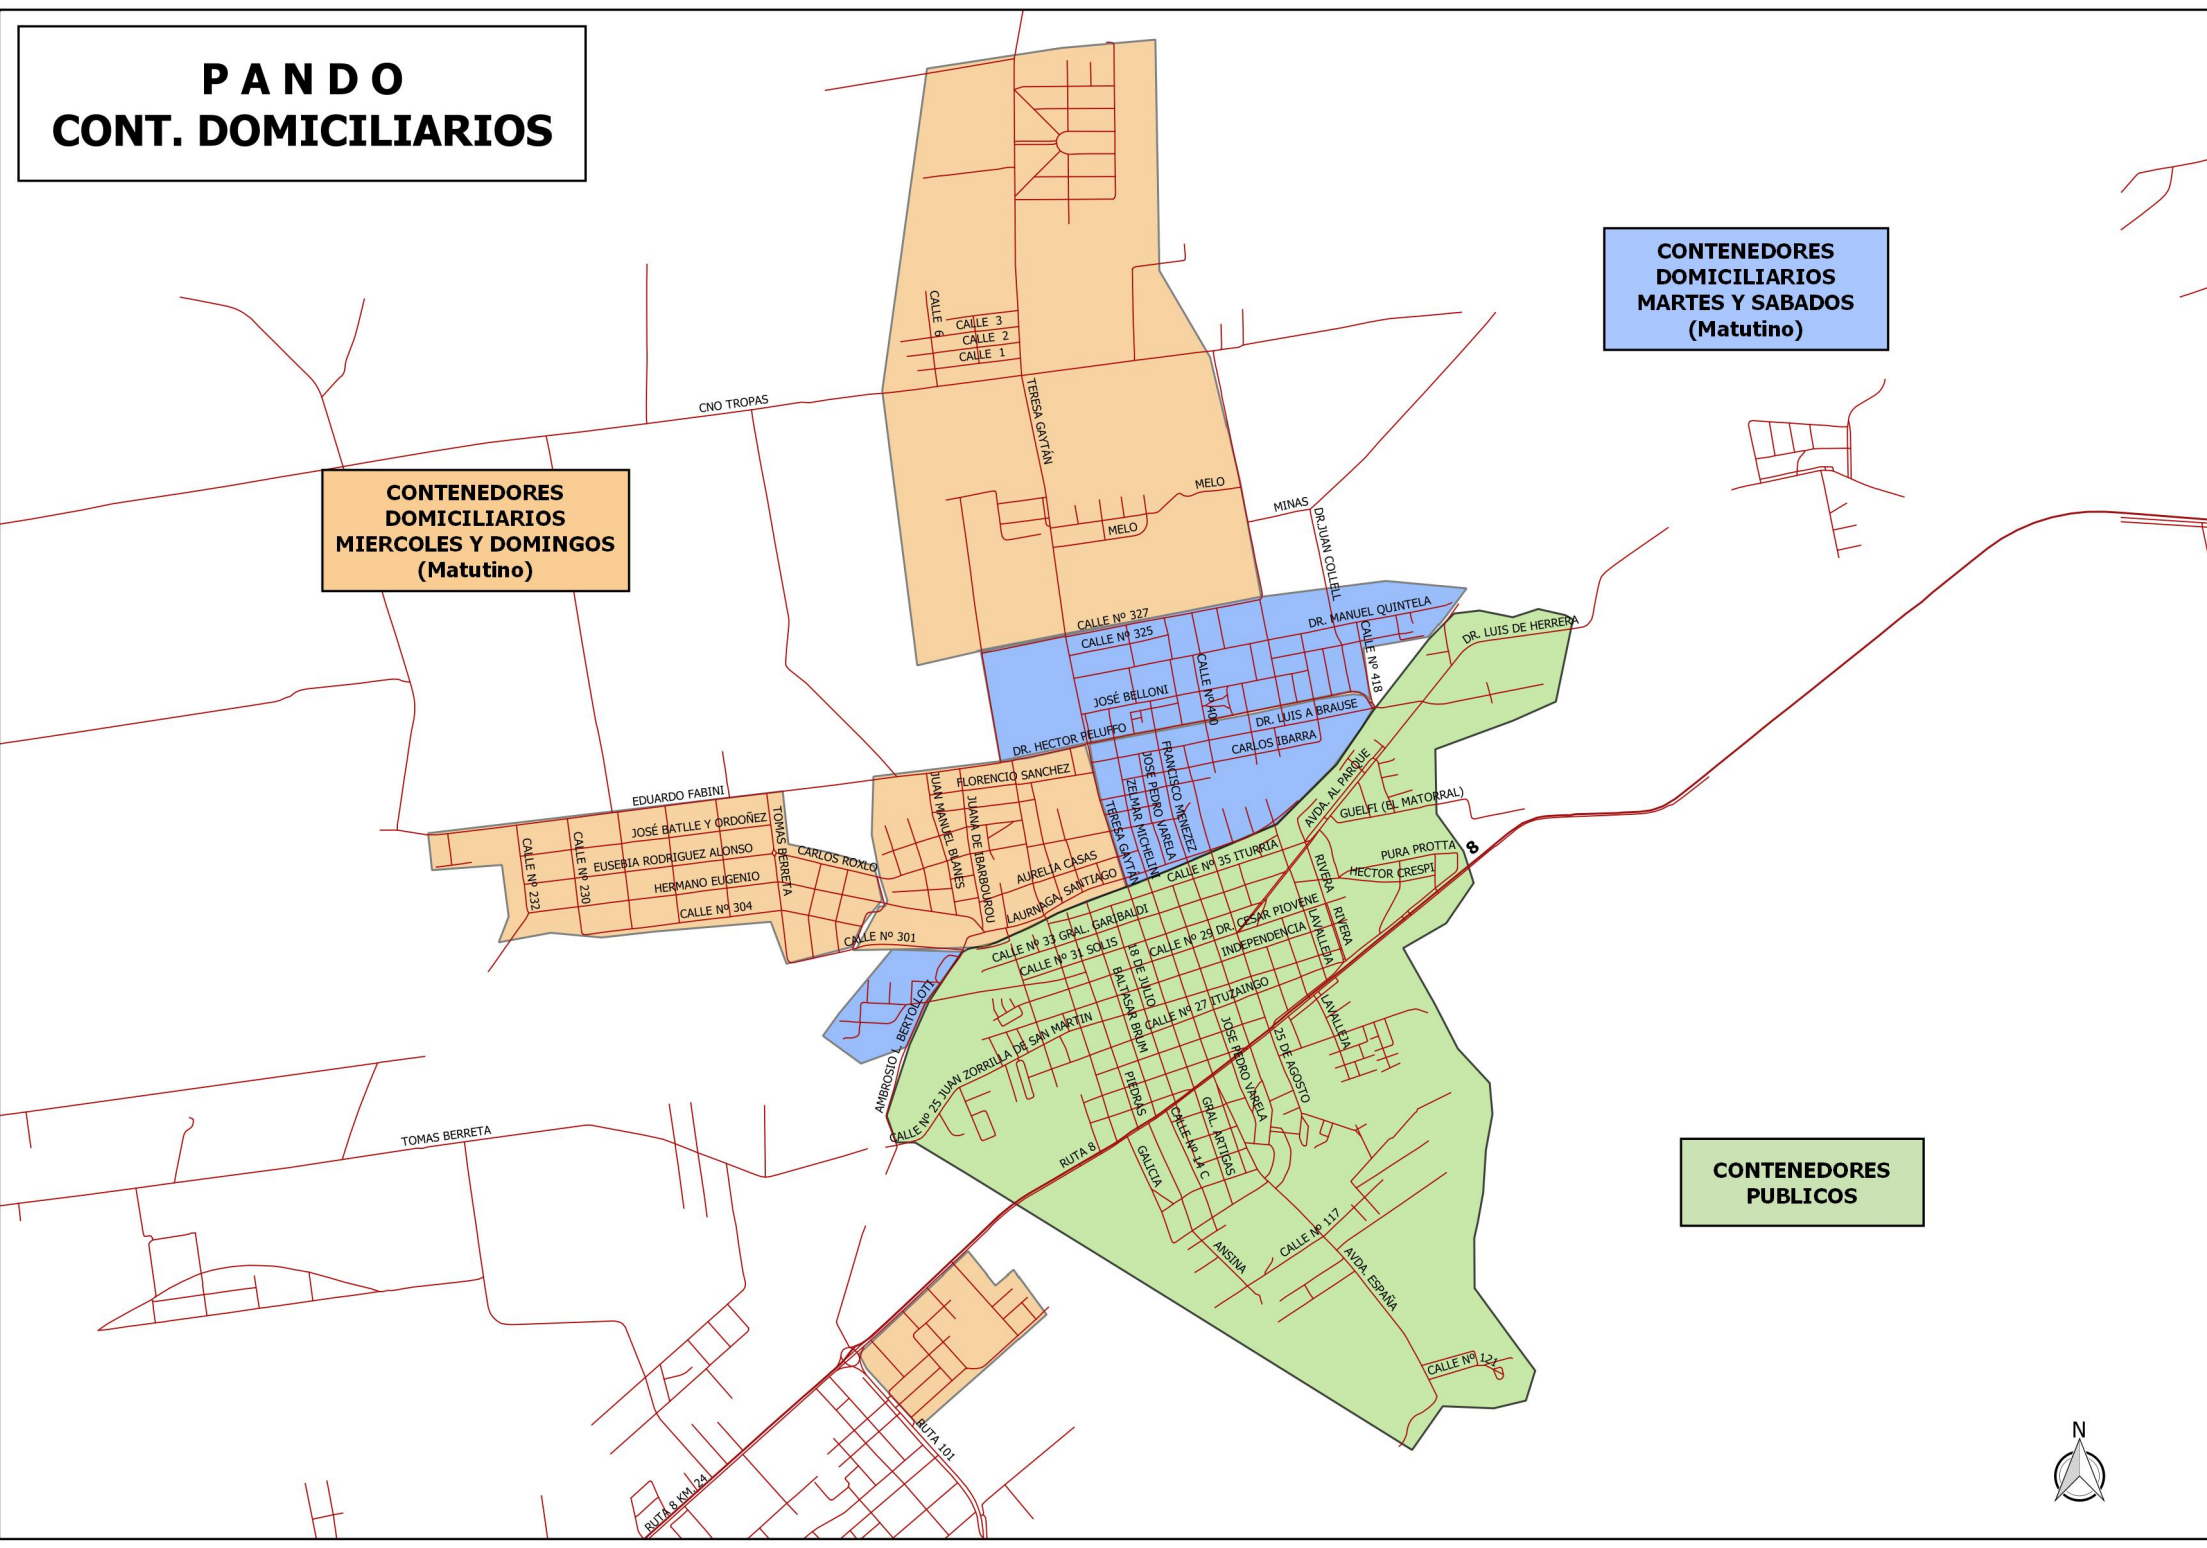 P A N D O
CONT. DOMICILIARIOS
CONTENEDORES
DOMICILIARIOS
MARTES Y SABADOS
(Matutino)
CALLE 6
CALLE 3
CALLE 2
CALLE 1
TERESA GAYTÁN
CNO TROPAS
CONTENEDORES
DOMICILIARIOS
MIERCOLES Y DOMINGOS
(Matutino)
MELO
MELO
MINAS
DR.JUAN COLLELL
CALLE Nº 327
CALLE Nº 325
DR. MANUEL QUINTELA
DR. LUIS DE HERRERA
CALLE Nº 418
CALLE Nº 400
JOSÉ BELLONI
DR. HECTOR PELUFFO
DR. LUIS A BRAUSE
CARLOS IBARRA
FRANCISCO MENEZEZ
JOSE PEDRO VARELA
ZELMAR MICHELINI
TERESA GAYTÁN
FLORENCIO SANCHEZ
JUAN MANUEL BLANES
JUANA DE IBARBOUROU
EDUARDO FABINI
JOSÉ BATLLE Y ORDOÑEZ
TOMAS BERRETA
EUSEBIA RODRIGUEZ ALONSO
CARLOS ROXLO
HERMANO EUGENIO
CALLE Nº 304
CALLE Nº 232
CALLE Nº 230
CALLE Nº 301
AURELIA CASAS
LAURNAGA, SANTIAGO
AVDA. AL PARQUE
GUELFI (EL MATORRAL)
PURA PROTTA
HECTOR CRESPI
8
CALLE Nº 35 ITURRIA
RIVERA
RIVERA
LAVALLEJA
CALLE Nº 33 GRAL. GARIBALDI
CALLE Nº 31 SOLIS
CALLE Nº 29 DR. CESAR PIOVENE
INDEPENDENCIA
18 DE JULIO
BALTASAR BRUM
CALLE Nº 27 ITUZAINGO
LAVALLEJA
CALLE Nº 25 JUAN ZORRILLA DE SAN MARTIN
AMBROSIO L. BERTOLLOTI
JOSE PEDRO VARELA
25 DE AGOSTO
PIEDRAS
GRAL. ARTIGAS
CALLE Nº 14 C
GALICIA
RUTA 8
TOMAS BERRETA
CONTENEDORES
PUBLICOS
ANSINA
CALLE Nº 117
AVDA. ESPAÑA
CALLE Nº 121
RUTA 101
RUTA 8 KM. 24
N